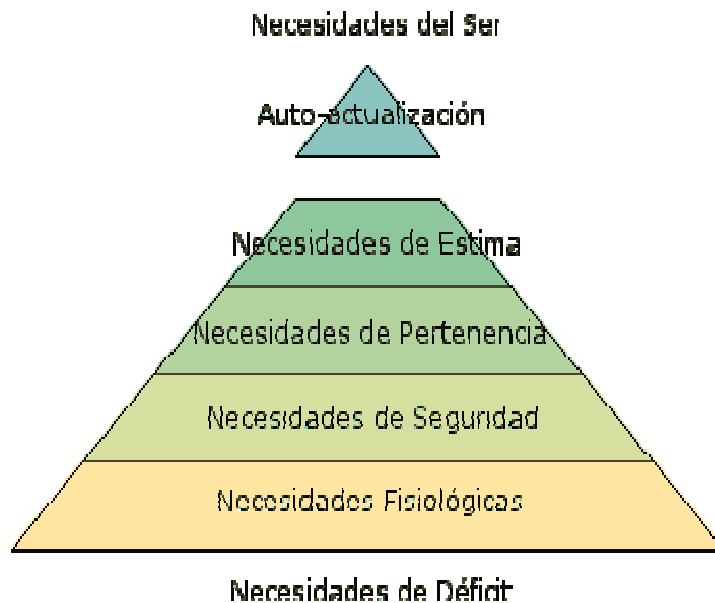 Necesidades del Ser
Auto-actualización
Necesidades de Estima
Necesidades de Pertenencia
Necesidades de Seguridad
Necesidades Fisiológicas
Necesidades de Déficit